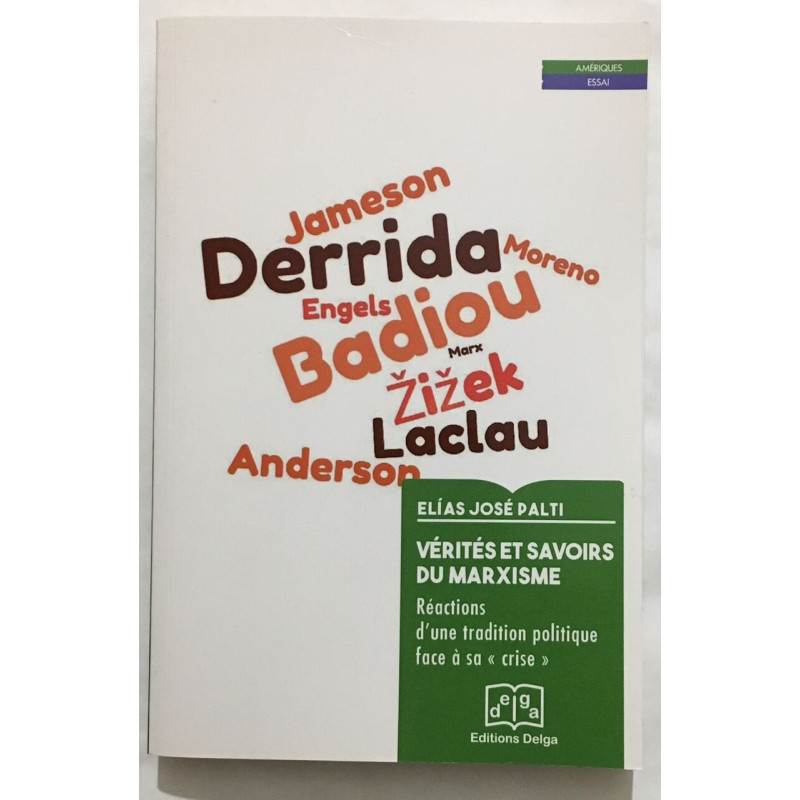 AMÉRIQUES
ESSAI
Jameson
Derrida
Moreno
Engels
Badiou
Marx
Žižek
Laclau
Anderson
ELÍAS JOSÉ PALTI
VÉRITÉS ET SAVOIRS
DU MARXISME
Réactions
d'une tradition politique
face à sa « crise »
delga
Editions Delga